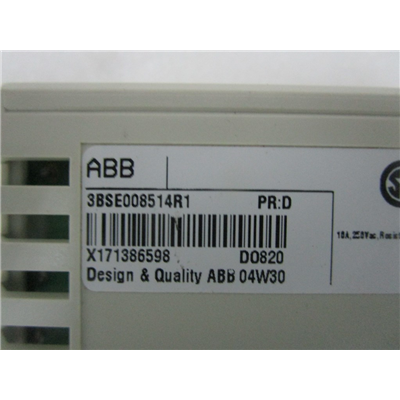 ABB
3BSE008514R1 PR:D
X171386598 DO820
Design & Quality ABB 04W30